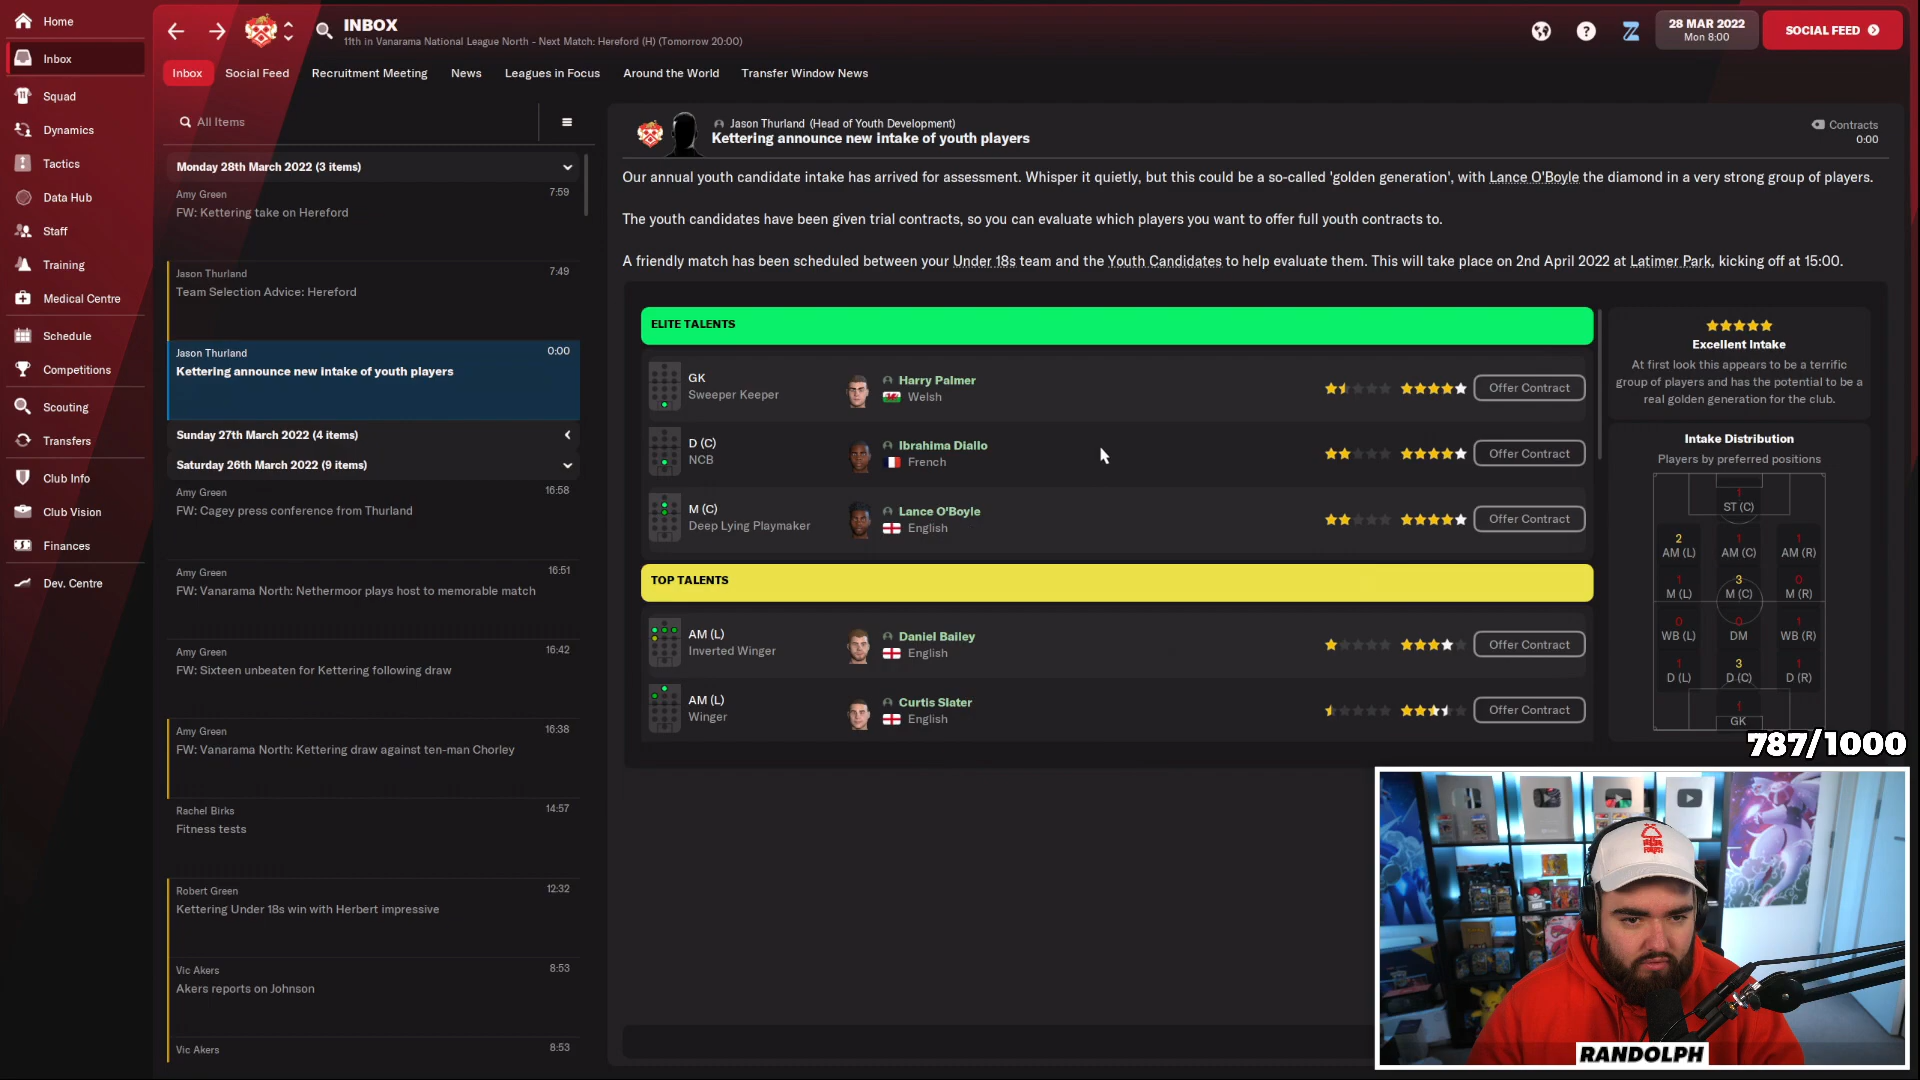 Home
Inbox
Squad
Dynamics
Tactics
Data Hub
Staff
Training
Medical Centre
Schedule
Competitions
Scouting
Transfers
Club Info
Club Vision
Finances
Dev. Centre
INBOX
11th in Vanarama National League North - Next Match: Hereford (H) (Tomorrow 20:00)
28 MAR 2022
Mon 8:00
SOCIAL FEED
Inbox Social Feed Recruitment Meeting News Leagues in Focus Around the World Transfer Window News
All Items
Monday 28th March 2022 (3 items)
Amy Green 7:59
FW: Kettering take on Hereford
Jason Thurland 7:49
Team Selection Advice: Hereford
Jason Thurland 0:00
Kettering announce new intake of youth players
Sunday 27th March 2022 (4 items)
Saturday 26th March 2022 (9 items)
Amy Green 16:58
FW: Cagey press conference from Thurland
Amy Green 16:51
FW: Vanarama North: Nethermoor plays host to memorable match
Amy Green 16:42
FW: Sixteen unbeaten for Kettering following draw
Amy Green 16:38
FW: Vanarama North: Kettering draw against ten-man Chorley
Rachel Birks 14:57
Fitness tests
Robert Green 12:32
Kettering Under 18s win with Herbert impressive
Vic Akers 8:53
Akers reports on Johnson
Vic Akers 8:53
Jason Thurland (Head of Youth Development)
Kettering announce new intake of youth players
Contracts
0:00
Our annual youth candidate intake has arrived for assessment. Whisper it quietly, but this could be a so-called 'golden generation', with Lance O'Boyle the diamond in a very strong group of players.
The youth candidates have been given trial contracts, so you can evaluate which players you want to offer full youth contracts to.
A friendly match has been scheduled between your Under 18s team and the Youth Candidates to help evaluate them. This will take place on 2nd April 2022 at Latimer Park, kicking off at 15:00.
ELITE TALENTS
GK
Sweeper Keeper
Harry Palmer
Welsh
Offer Contract
D (C)
NCB
Ibrahima Diallo
French
Offer Contract
M (C)
Deep Lying Playmaker
Lance O'Boyle
English
Offer Contract
TOP TALENTS
AM (L)
Inverted Winger
Daniel Bailey
English
Offer Contract
AM (L)
Winger
Curtis Slater
English
Offer Contract
Excellent Intake
At first look this appears to be a terrific
group of players and has the potential to be a
real golden generation for the club.
Intake Distribution
Players by preferred positions
1
ST (C)
2 1 1
AM (L) AM (C) AM (R)
1 3 0
M (L) M (C) M (R)
0 0 1
WB (L) DM WB (R)
1 3 1
D (L) D (C) D (R)
1
GK
787/1000
RANDOLPH